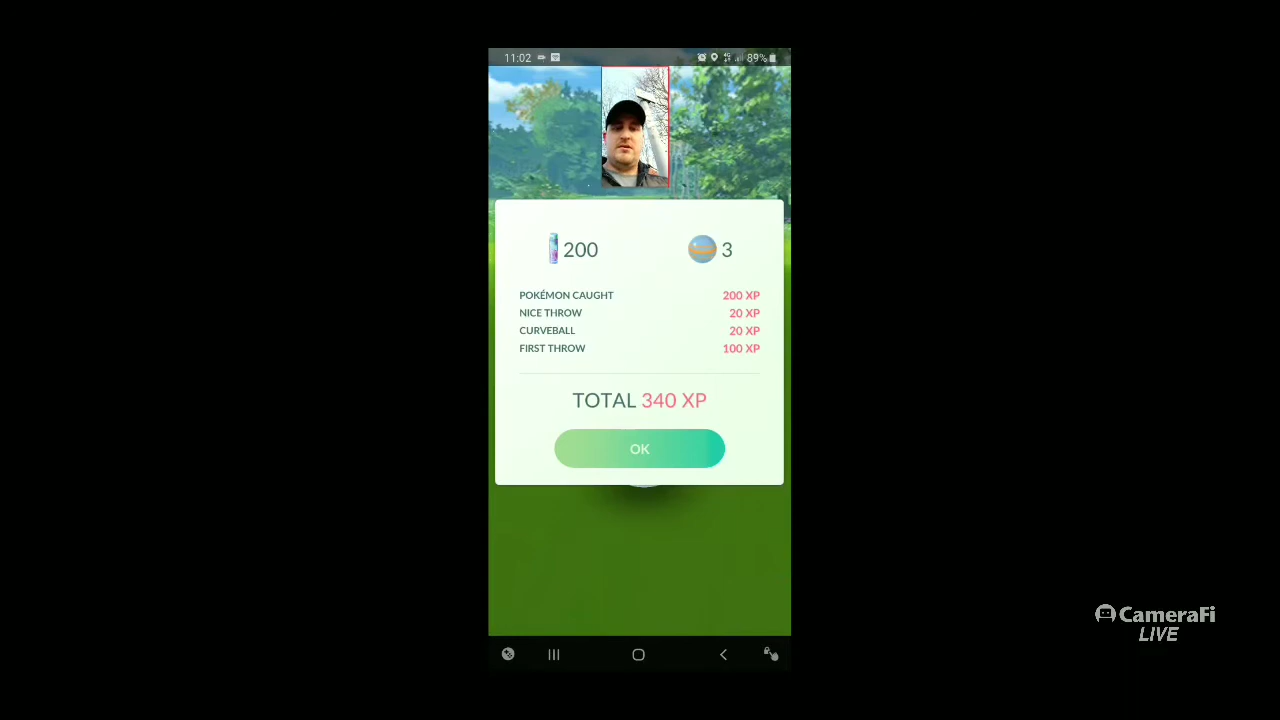 11:02 89%
200 3
POKÉMON CAUGHT 200 XP
NICE THROW 20 XP
CURVEBALL 20 XP
FIRST THROW 100 XP
TOTAL 340 XP
OK
CameraFi
LIVE